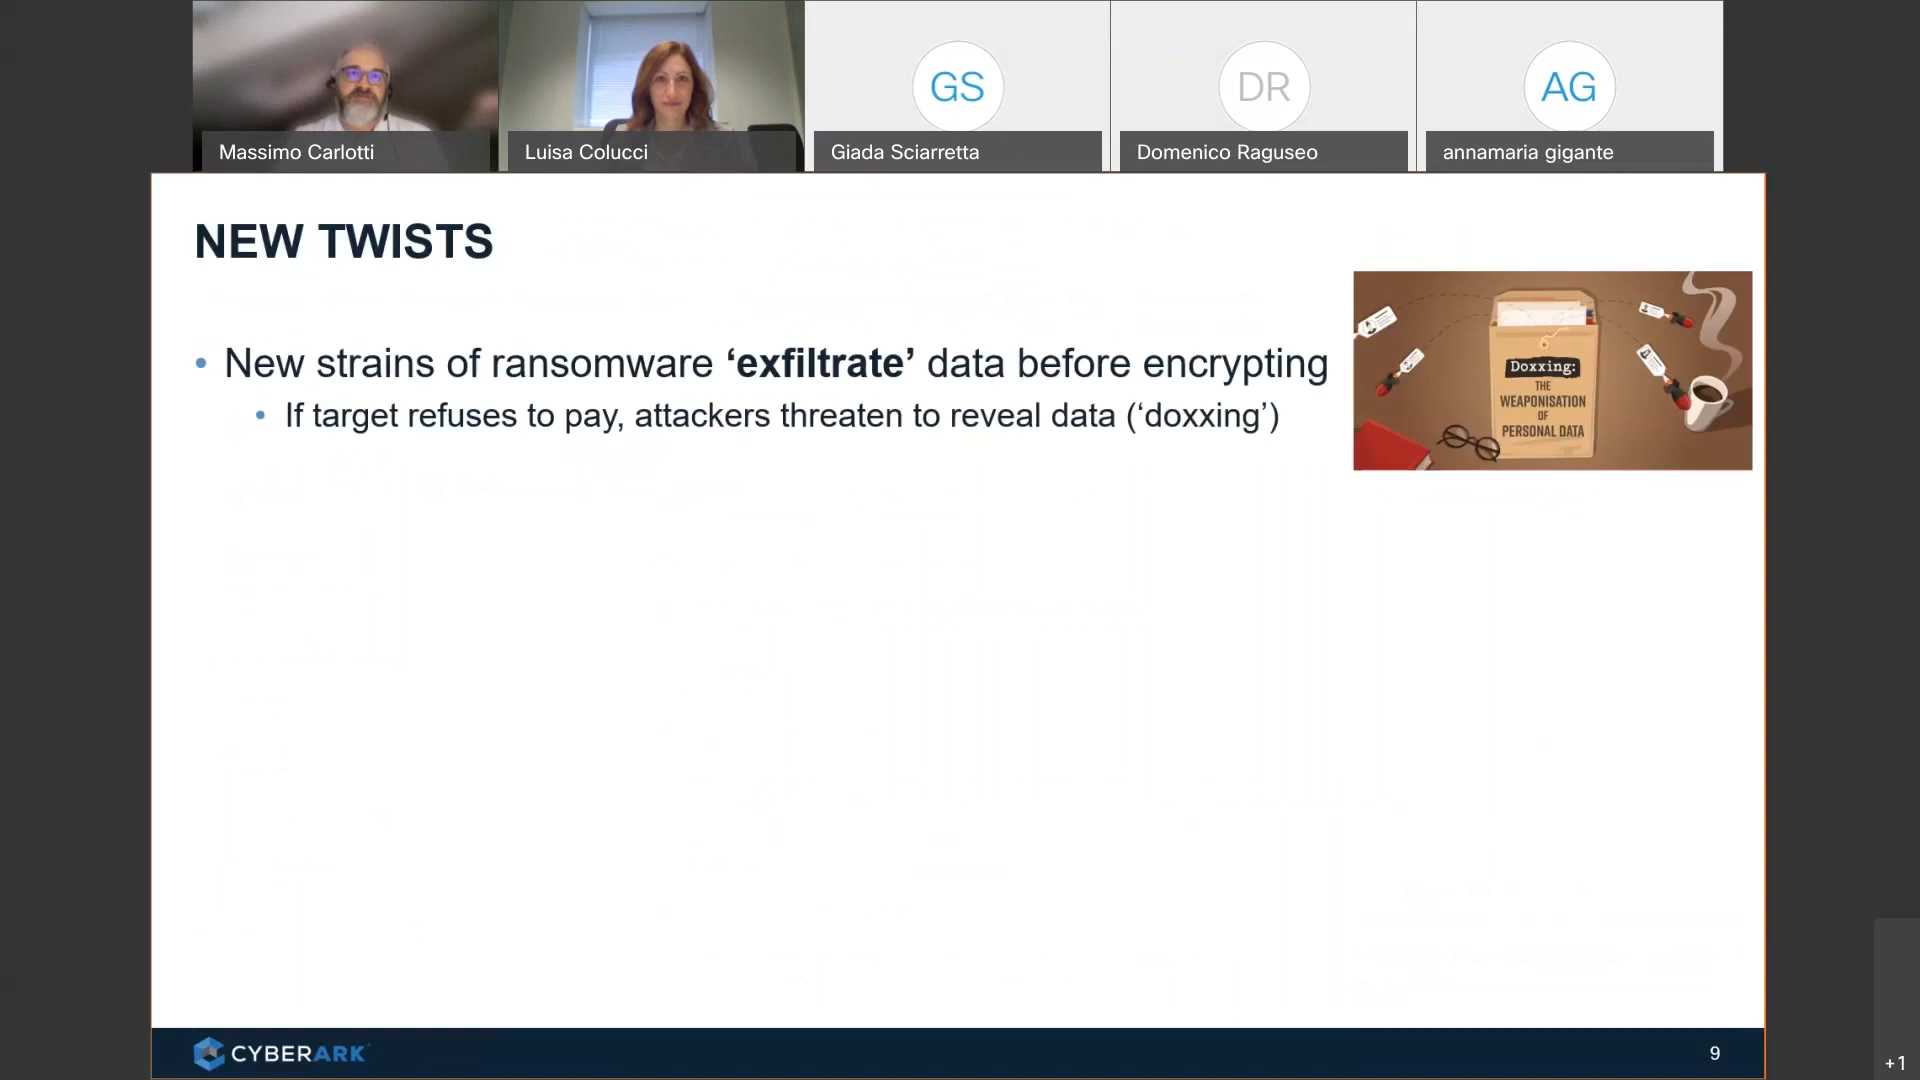 GS
DR
AG
Massimo Carlotti
Luisa Colucci
Giada Sciarretta
Domenico Raguseo
annamaria gigante
NEW TWISTS
• New strains of ransomware ‘exfiltrate’ data before encrypting
• If target refuses to pay, attackers threaten to reveal data (‘doxxing’)
Doxxing:
THE
WEAPONISATION
OF
PERSONAL DATA
CYBERARK
9
+1